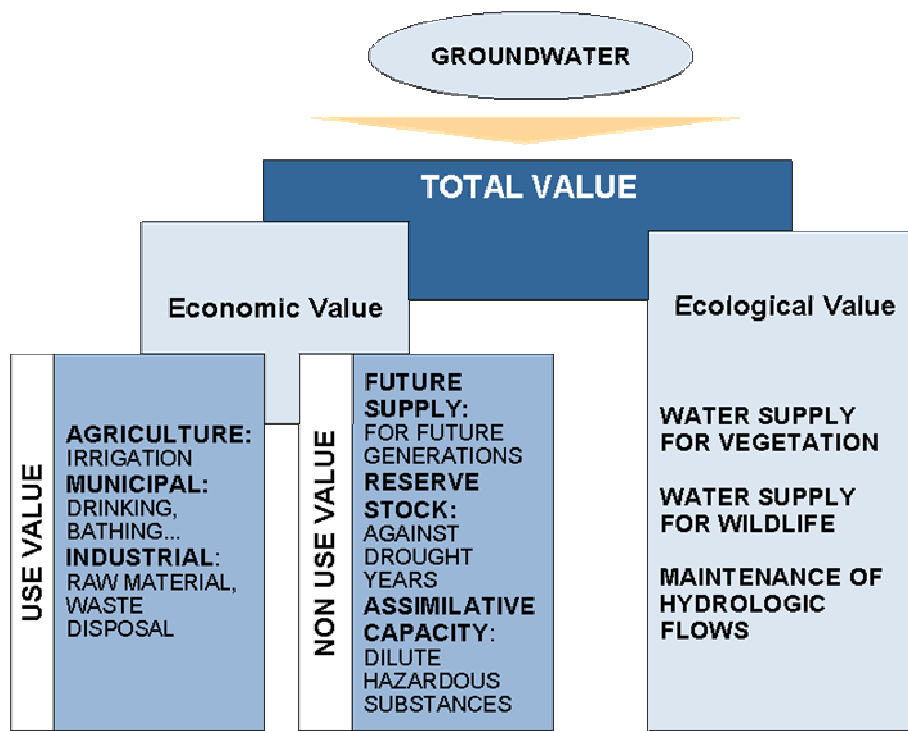 GROUNDWATER
TOTAL VALUE
Economic Value
Ecological Value
USE VALUE
AGRICULTURE:
IRRIGATION
MUNICIPAL:
DRINKING,
BATHING...
INDUSTRIAL:
RAW MATERIAL,
WASTE
DISPOSAL
NON USE VALUE
FUTURE
SUPPLY:
FOR FUTURE
GENERATIONS
RESERVE
STOCK:
AGAINST
DROUGHT
YEARS
ASSIMILATIVE
CAPACITY:
DILUTE
HAZARDOUS
SUBSTANCES
WATER SUPPLY
FOR VEGETATION
WATER SUPPLY
FOR WILDLIFE
MAINTENANCE OF
HYDROLOGIC
FLOWS